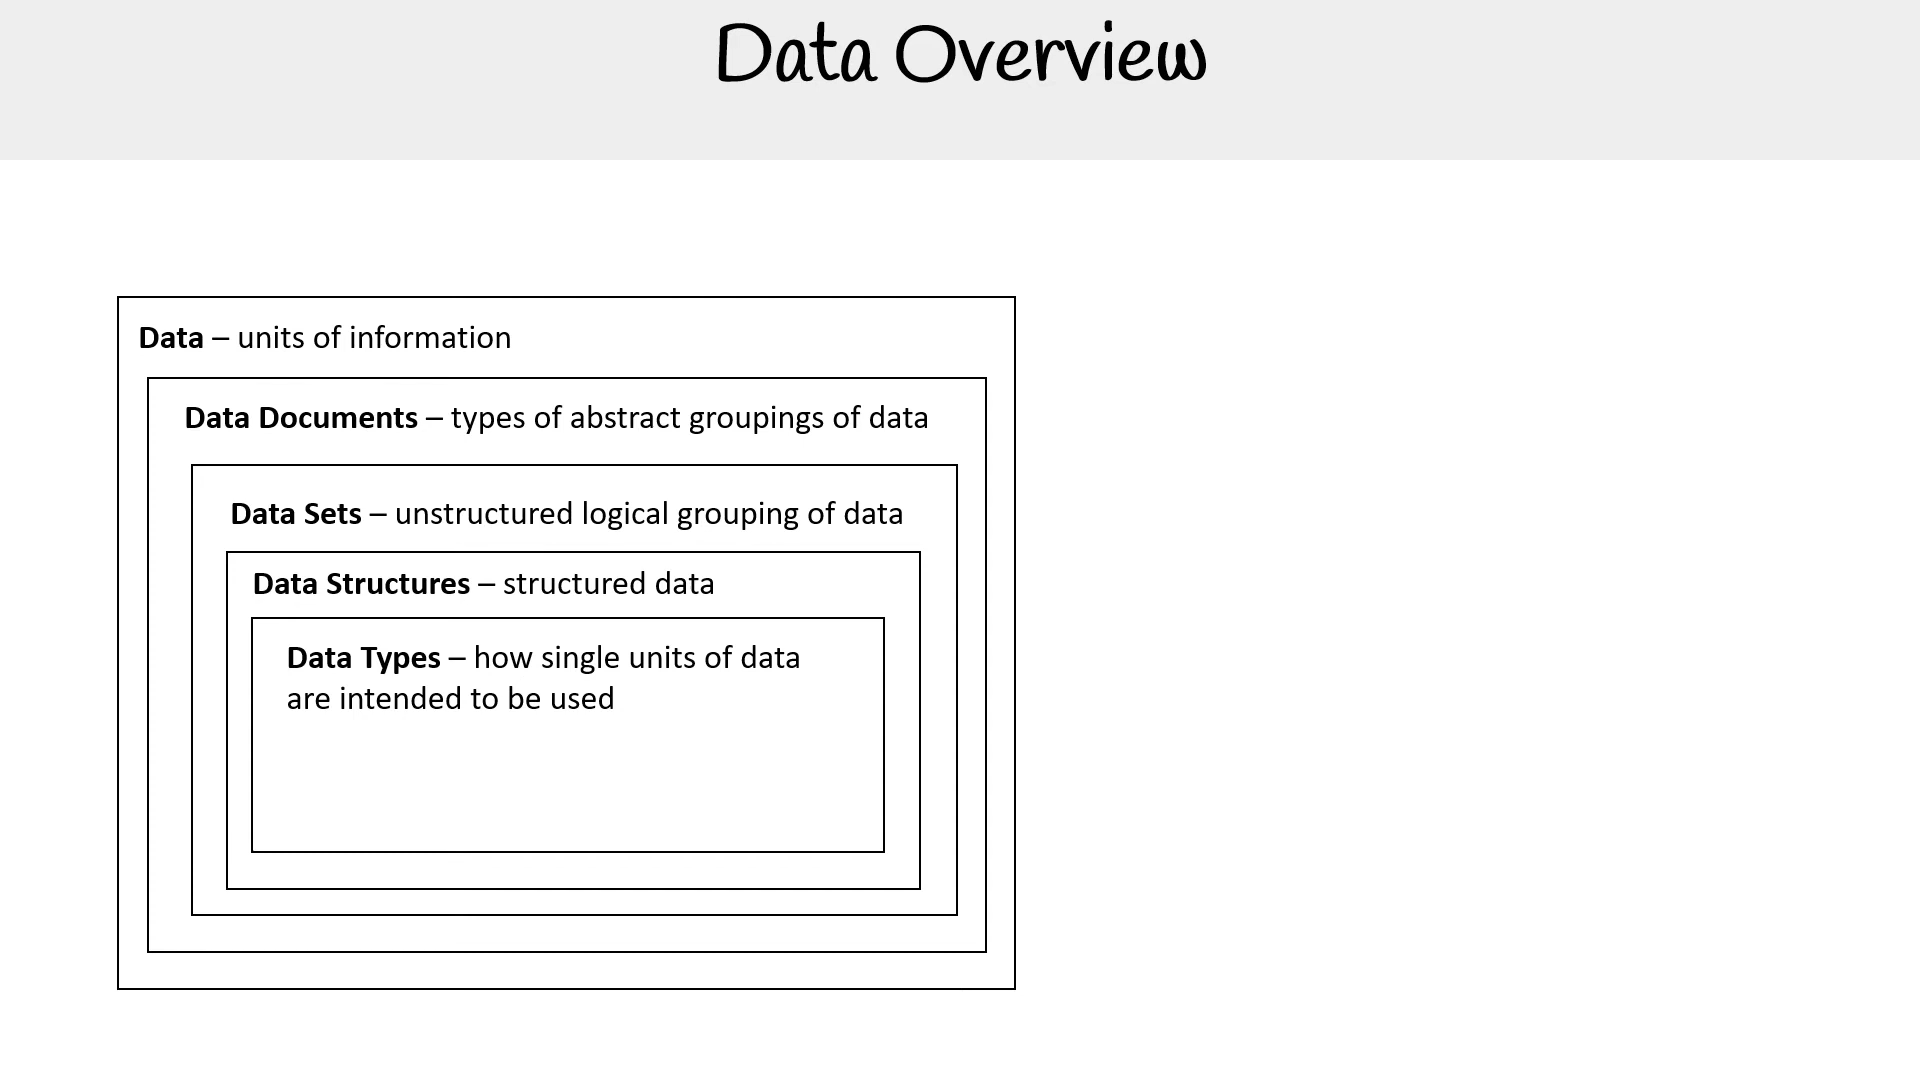 Data Overview
Data – units of information
Data Documents – types of abstract groupings of data
Data Sets – unstructured logical grouping of data
Data Structures – structured data
Data Types – how single units of data
are intended to be used